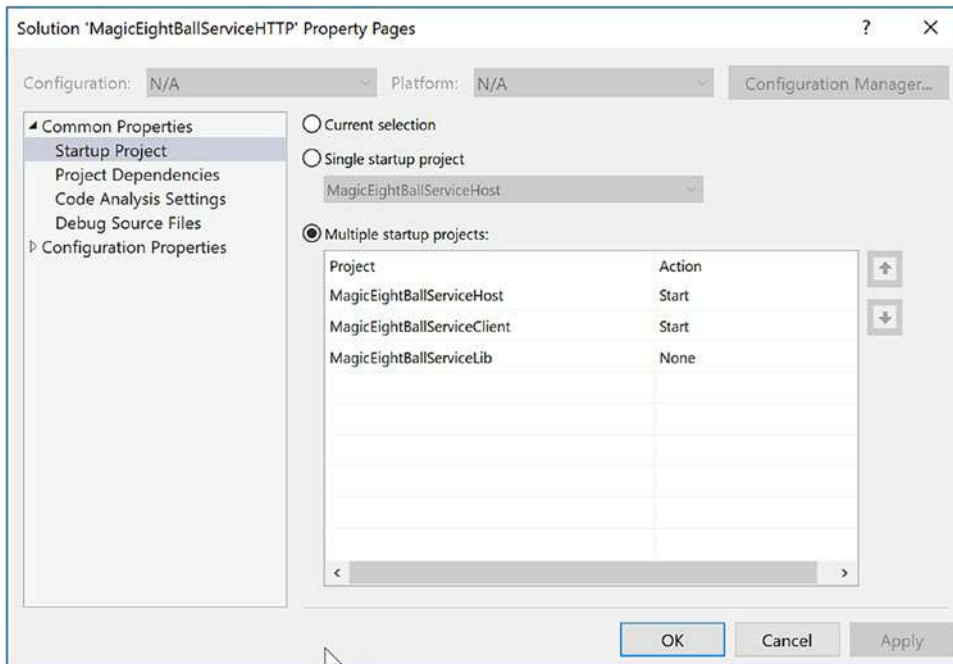 Solution 'MagicEightBallServiceHTTP' Property Pages
?
Configuration: N/A Platform: N/A Configuration Manager...
Common Properties
Startup Project
Project Dependencies
Code Analysis Settings
Debug Source Files
Configuration Properties
Current selection
Single startup project
MagicEightBallServiceHost
Multiple startup projects:
Project Action
MagicEightBallServiceHost Start
MagicEightBallServiceClient Start
MagicEightBallServiceLib None
OK Cancel Apply